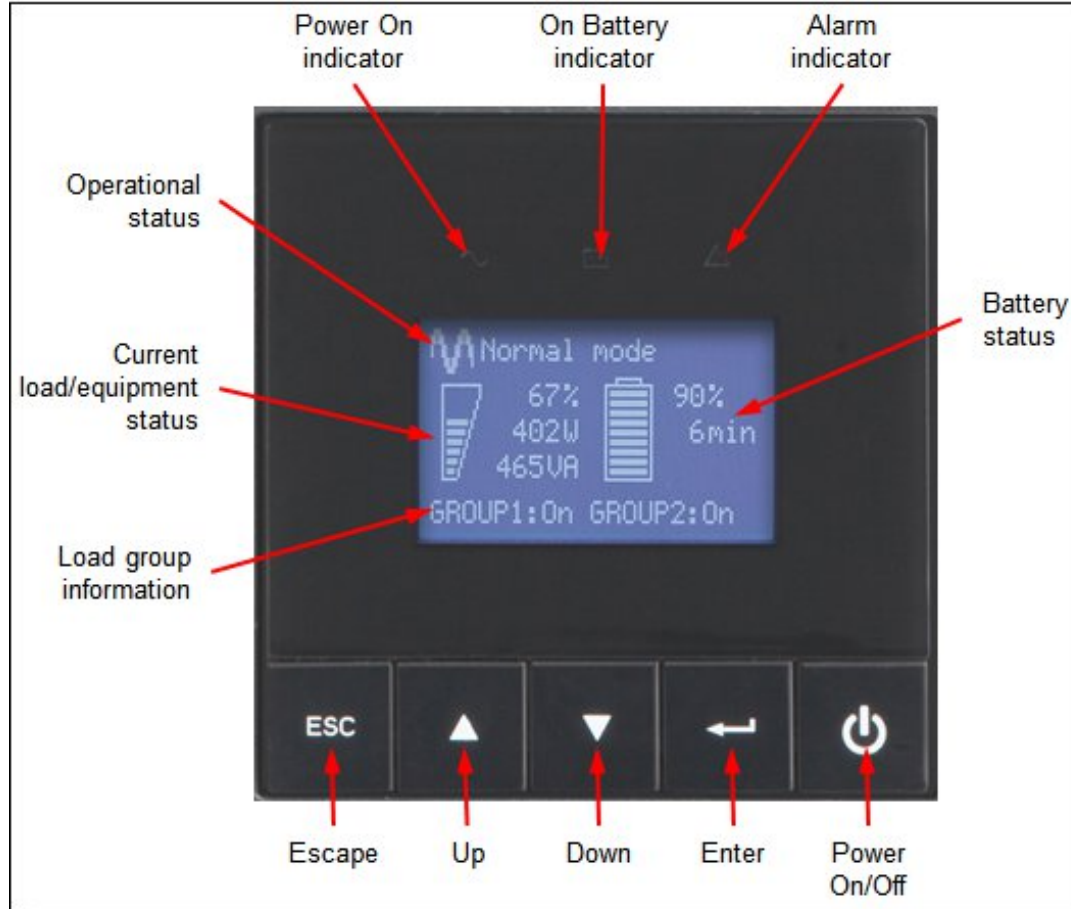 Power On
indicator
On Battery
indicator
Alarm
indicator
Operational
status
Battery
status
Current
load/equipment
status
Load group
information
Normal mode
67%
402W
465VA
90%
6min
GROUP1:On GROUP2:On
ESC
Escape
Up
Down
Enter
Power
On/Off